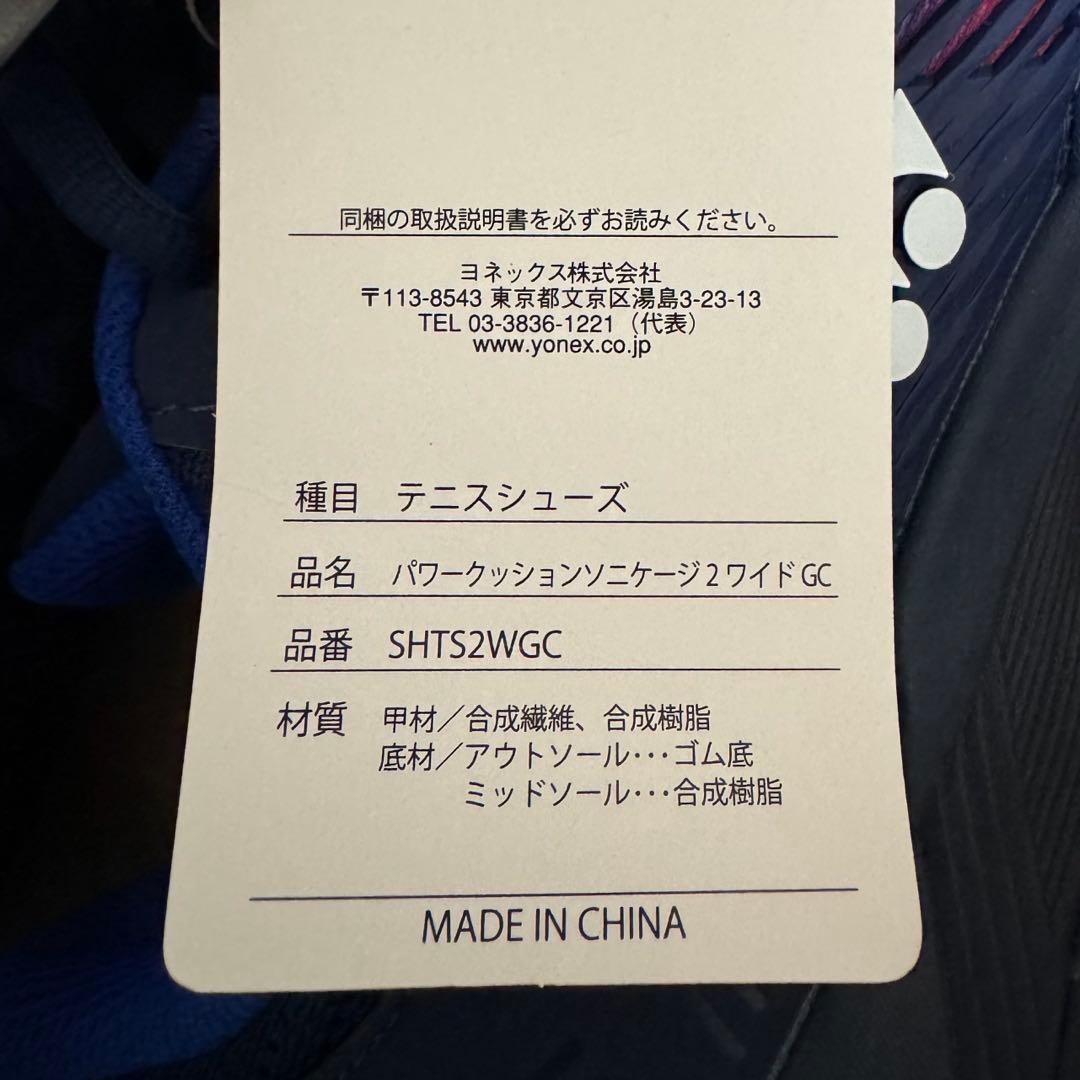 同梱の取扱説明書を必ずお読みください。
ヨネックス株式会社
〒113-8543 東京都文京区湯島3-23-13
TEL 03-3836-1221（代表）
www.yonex.co.jp
種目 テニスシューズ
品名 パワークッションソニケージ2ワイドGC
品番 SHTS2WGC
材質 甲材／合成繊維、合成樹脂
底材／アウトソール･･･ゴム底
ミッドソール･･･合成樹脂
MADE IN CHINA